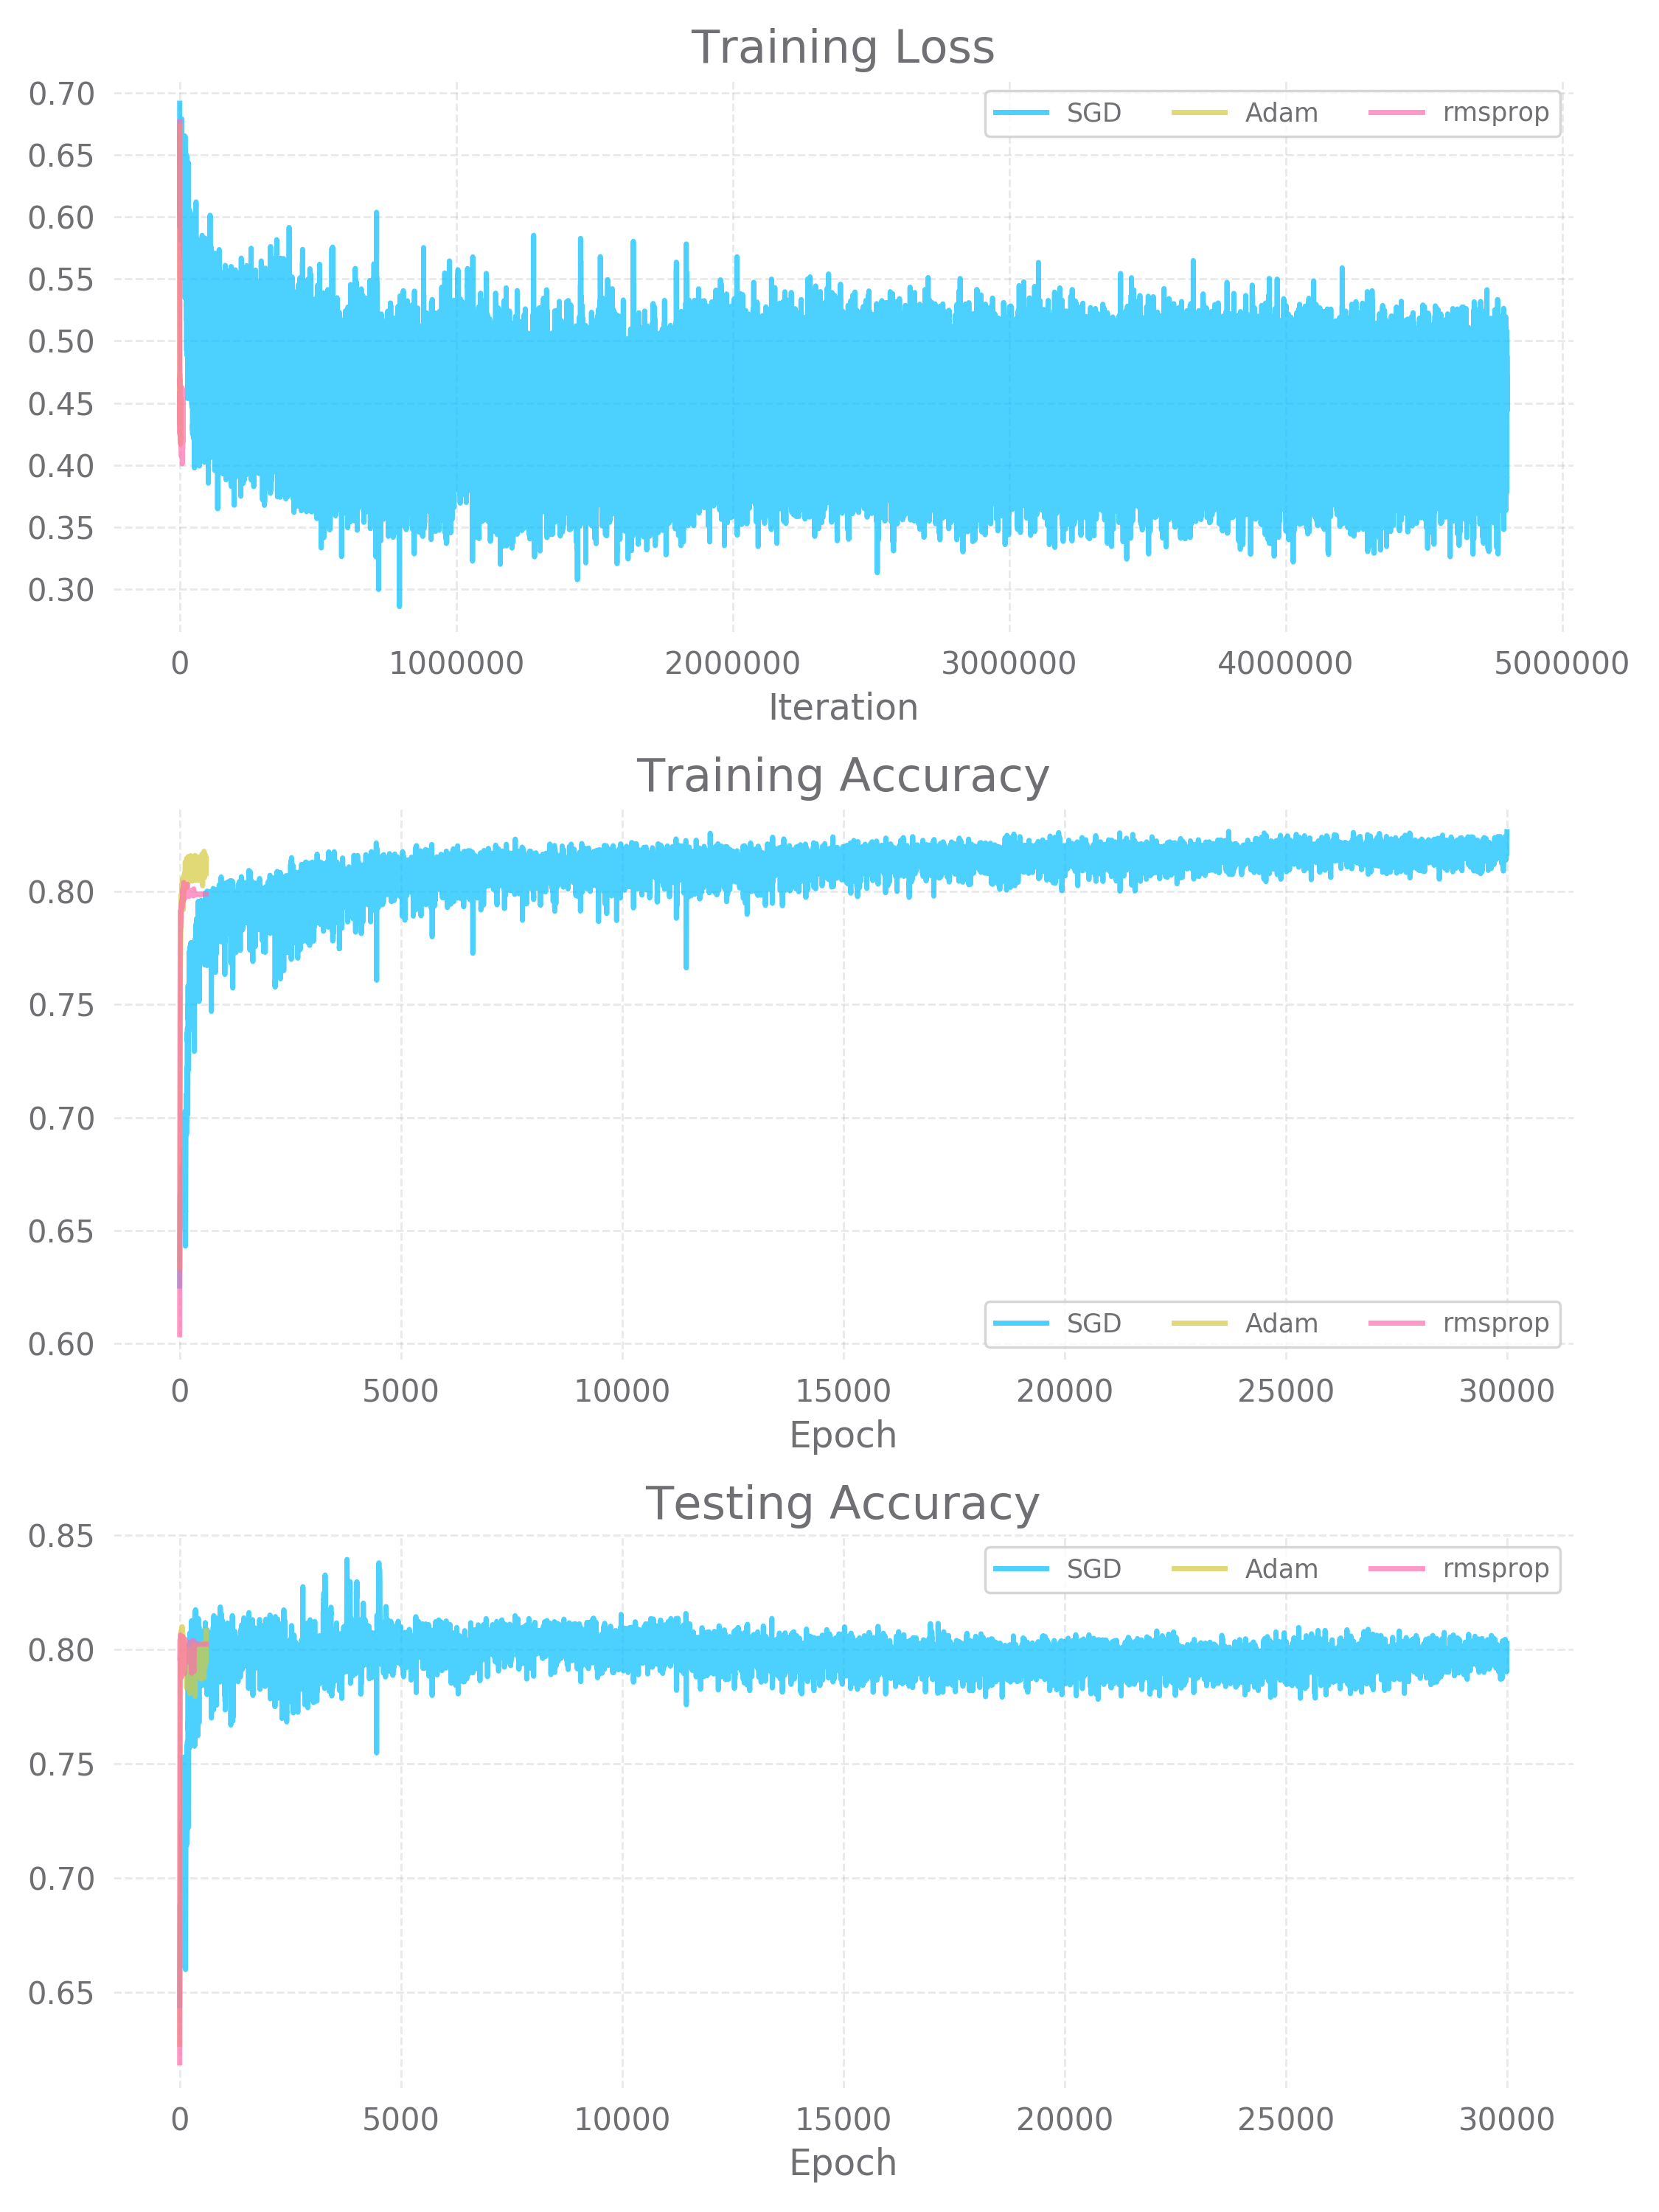 Training Loss
0.70
0.65
0.60
0.55
0.50
0.45
0.40
0.35
0.30
SGD Adam rmsprop
0 1000000 2000000 3000000 4000000 5000000
Iteration
Training Accuracy
0.80
0.75
0.70
0.65
0.60
SGD Adam rmsprop
0 5000 10000 15000 20000 25000 30000
Epoch
Testing Accuracy
0.85
0.80
0.75
0.70
0.65
SGD Adam rmsprop
0 5000 10000 15000 20000 25000 30000
Epoch